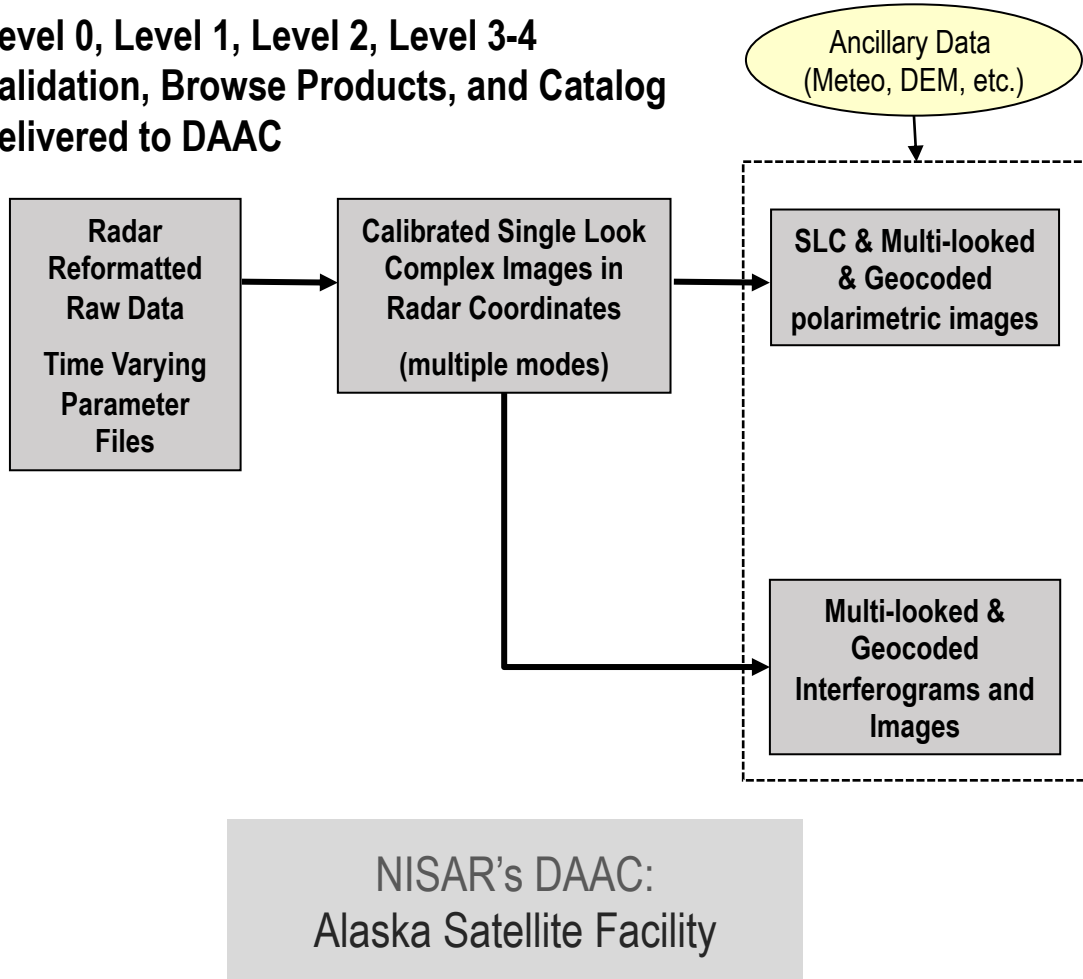 evel 0, Level 1, Level 2, Level 3-4
alidation, Browse Products, and Catalog
elivered to DAAC
Ancillary Data
(Meteo, DEM, etc.)
Radar
Reformatted
Raw Data
Time Varying
Parameter
Files
Calibrated Single Look
Complex Images in
Radar Coordinates
(multiple modes)
SLC & Multi-looked
& Geocoded
polarimetric images
Multi-looked &
Geocoded
Interferograms and
Images
NISAR’s DAAC:
Alaska Satellite Facility